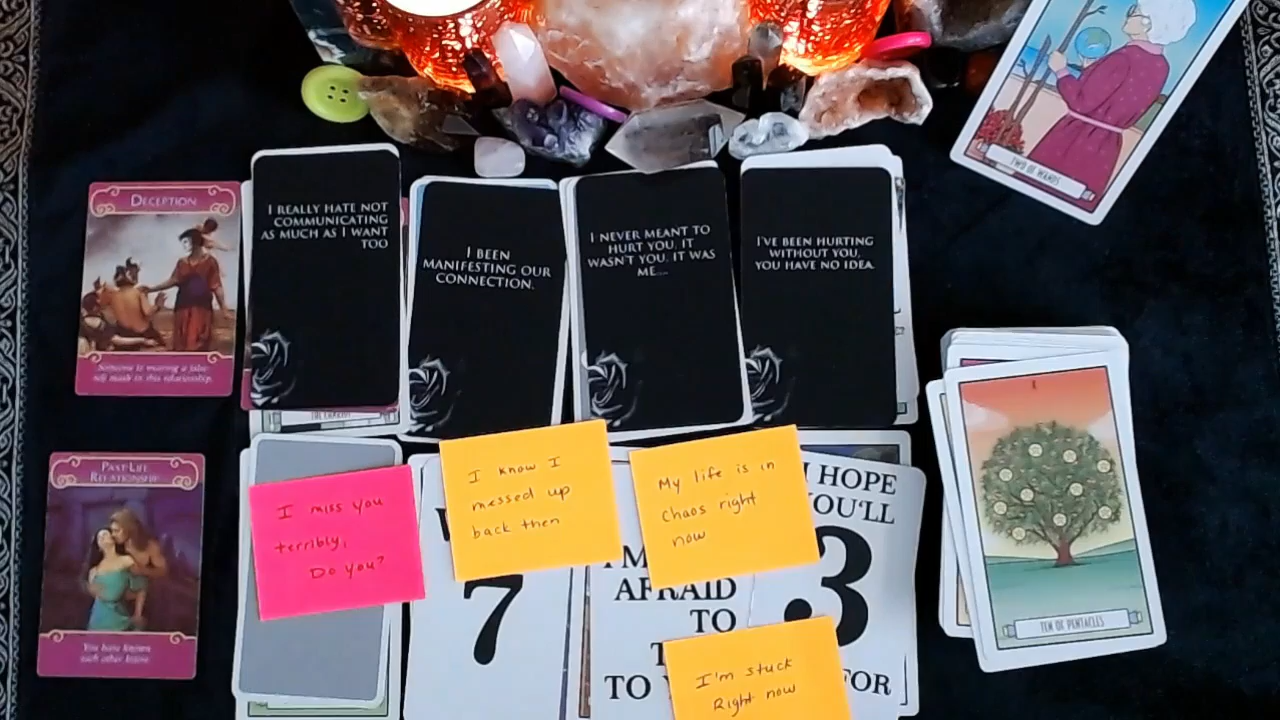 TWO OF WANDS
DECEPTION
Someone is wearing a false
mask in this relationship.
I REALLY HATE NOT
COMMUNICATING
AS MUCH AS I WANT
TOO
I BEEN
MANIFESTING OUR
CONNECTION.
I NEVER MEANT TO
HURT YOU, IT
WASN'T YOU, IT WAS
ME....
I'VE BEEN HURTING
WITHOUT YOU,
YOU HAVE NO IDEA.
THE CHARIOT
PAST-LIFE
RELATIONSHIP
You have known
each other before
I miss you
terribly,
Do you?
I know I
messed up
back then
My life is in
chaos right
now
I'm stuck
Right now
7
I'M
AFRAID
TO
TO
I HOPE
YOU'LL
3
FOR
1
TEN OF PENTACLES